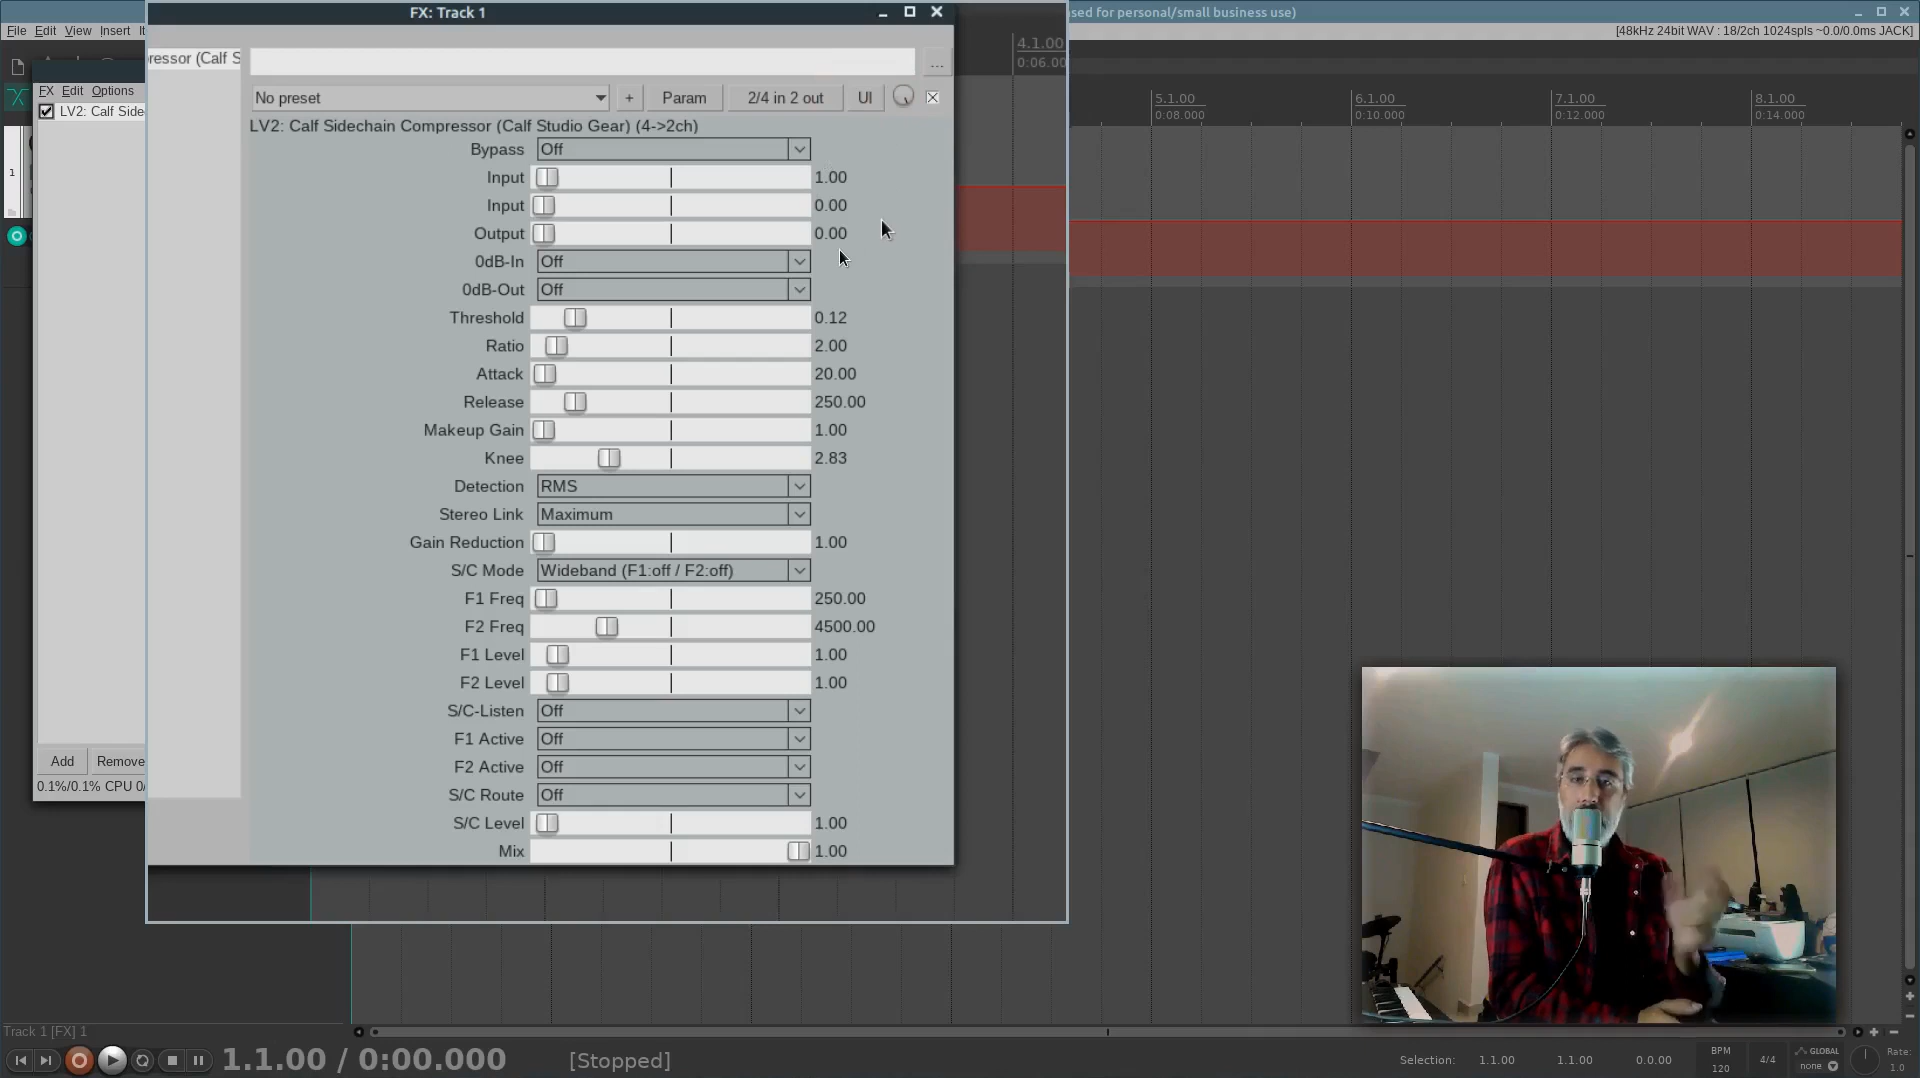 FX: Track 1
sed for personal/small business use)
File Edit View Insert It
[48kHz 24bit WAV : 18/2ch 1024spls ~0.0/0.0ms JACK]
4.1.00
0:06.00
5.1.00
0:08.000
6.1.00
0:10.000
7.1.00
0:12.000
8.1.00
0:14.000
FX Edit Options
LV2: Calf Side
ressor (Calf S
...
No preset
+
Param
2/4 in 2 out
UI
LV2: Calf Sidechain Compressor (Calf Studio Gear) (4->2ch)
Bypass Off
Input 1.00
Input 0.00
Output 0.00
0dB-In Off
0dB-Out Off
Threshold 0.12
Ratio 2.00
Attack 20.00
Release 250.00
Makeup Gain 1.00
Knee 2.83
Detection RMS
Stereo Link Maximum
Gain Reduction 1.00
S/C Mode Wideband (F1:off / F2:off)
F1 Freq 250.00
F2 Freq 4500.00
F1 Level 1.00
F2 Level 1.00
S/C-Listen Off
F1 Active Off
F2 Active Off
S/C Route Off
S/C Level 1.00
Mix 1.00
1
Add Remove
0.1%/0.1% CPU 0/
Track 1 [FX] 1
1.1.00 / 0:00.000
[Stopped]
Selection: 1.1.00 1.1.00 0.0.00
BPM
120
4/4
GLOBAL
none
Rate:
1.0